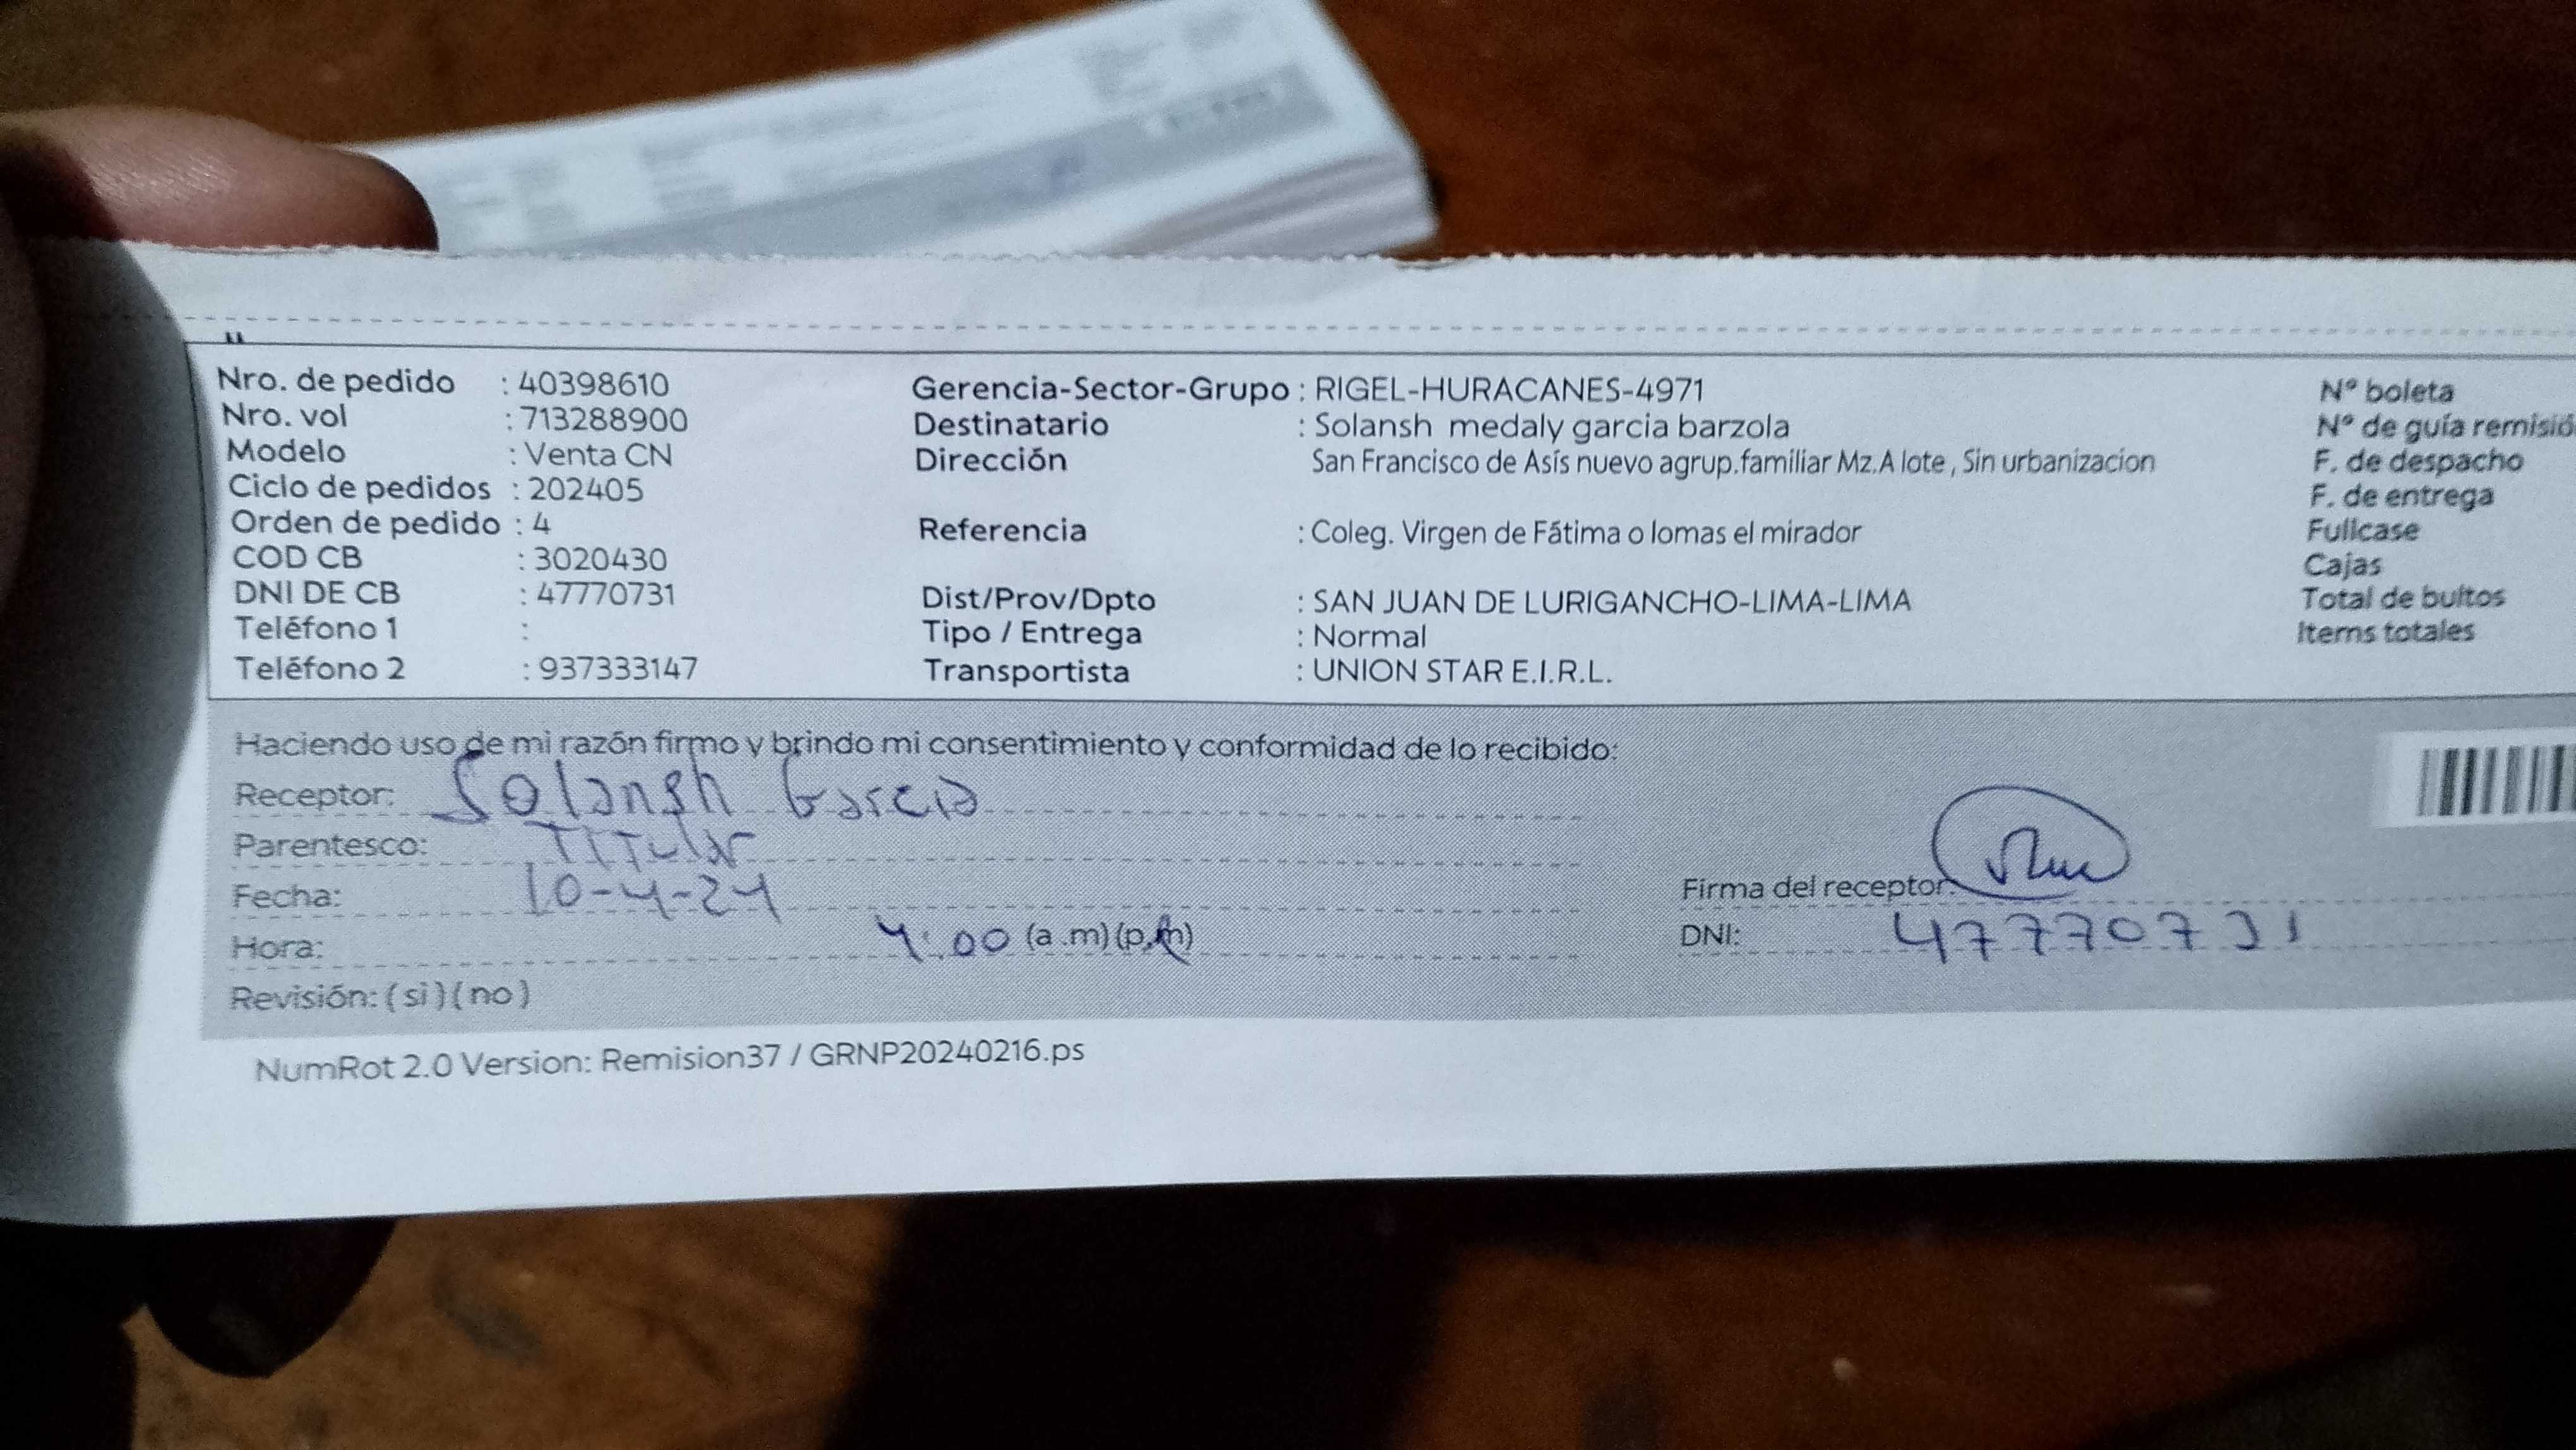 Nro. de pedido : 40398610
Nro. vol : 713288900
Modelo : Venta CN
Ciclo de pedidos : 202405
Orden de pedido : 4
COD CB : 3020430
DNI DE CB : 47770731
Teléfono 1 :
Teléfono 2 : 937333147
Gerencia-Sector-Grupo : RIGEL-HURACANES-4971
Destinatario : Solansh medaly garcia barzola
Dirección San Francisco de Asís nuevo agrup.familiar Mz.A lote , Sin urbanizacion
Referencia : Coleg. Virgen de Fátima o lomas el mirador
Dist/Prov/Dpto : SAN JUAN DE LURIGANCHO-LIMA-LIMA
Tipo / Entrega : Normal
Transportista : UNION STAR E.I.R.L.
N° boleta
N° de guía remisió
F. de despacho
F. de entrega
Fullcase
Cajas
Total de bultos
Items totales
Haciendo uso de mi razón firmo y brindo mi consentimiento y conformidad de lo recibido:
Receptor: Solansh Garcia
Parentesco: TITular
Fecha: 10-4-24
Hora: 4:00 (a.m) (p.m)
Revisión: (si) (no)
Firma del receptor:
DNI: 47770731
NumRot 2.0 Version: Remision37 / GRNP20240216.ps